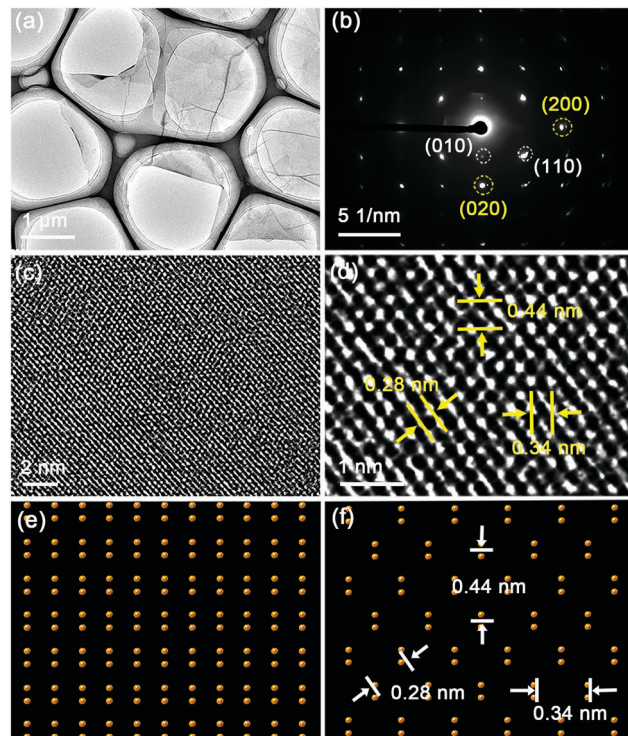 (a)
1 μm
(b)
(200)
(010)
(110)
(020)
5 1/nm
(c)
2 nm
(d)
0.44 nm
0.28 nm
0.34 nm
1 nm
(e)
(f)
0.44 nm
0.28 nm
0.34 nm